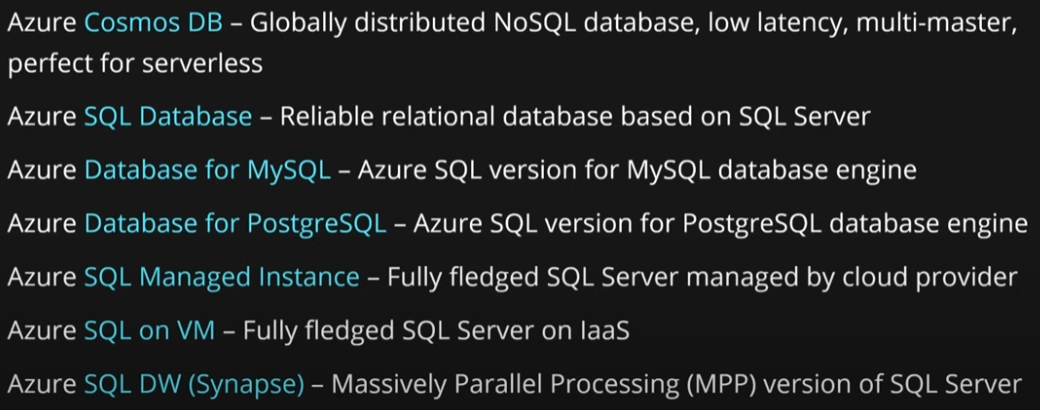 Azure Cosmos DB – Globally distributed NoSQL database, low latency, multi-master,
perfect for serverless
Azure SQL Database – Reliable relational database based on SQL Server
Azure Database for MySQL – Azure SQL version for MySQL database engine
Azure Database for PostgreSQL – Azure SQL version for PostgreSQL database engine
Azure SQL Managed Instance – Fully fledged SQL Server managed by cloud provider
Azure SQL on VM – Fully fledged SQL Server on IaaS
Azure SQL DW (Synapse) – Massively Parallel Processing (MPP) version of SQL Server